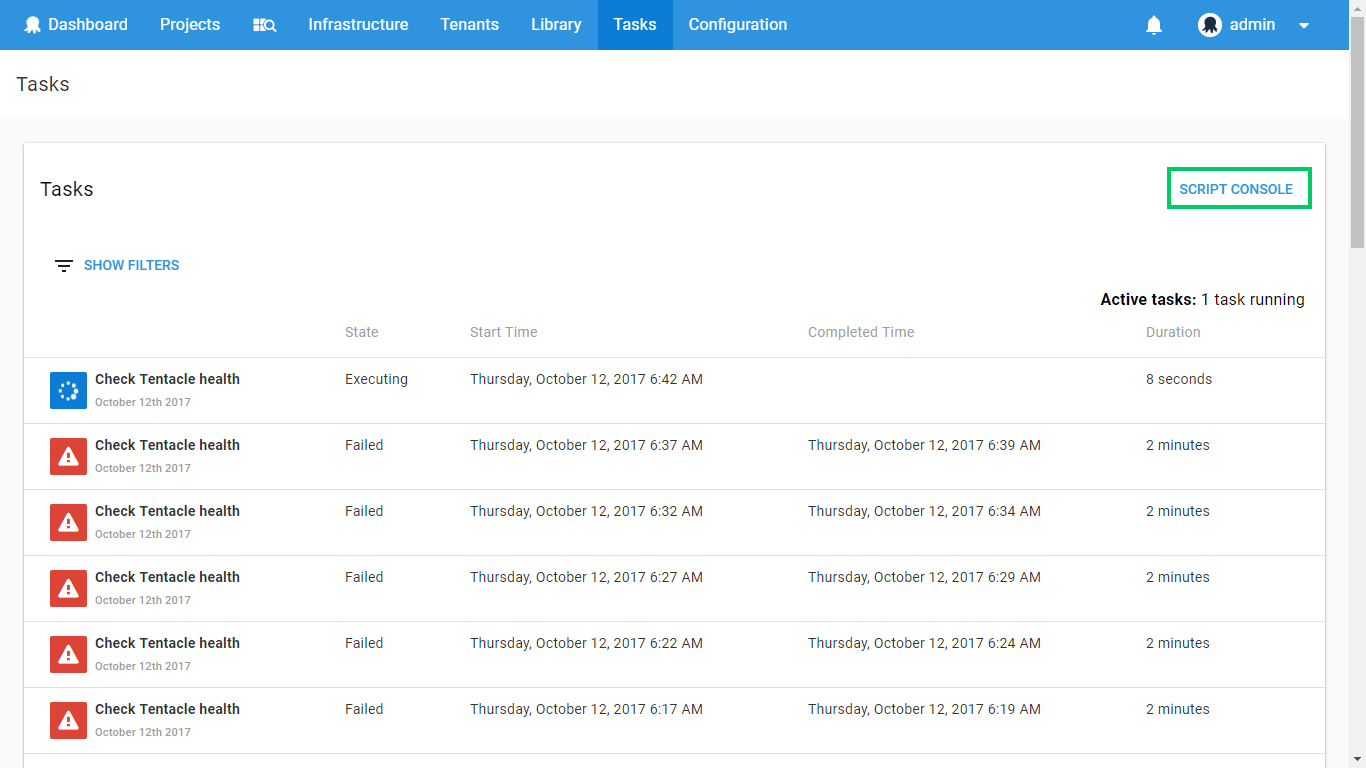 Dashboard Projects Infrastructure Tenants Library Tasks Configuration admin
Tasks
Tasks SCRIPT CONSOLE
SHOW FILTERS
Active tasks: 1 task running
State Start Time Completed Time Duration
Check Tentacle health Executing Thursday, October 12, 2017 6:42 AM 8 seconds
October 12th 2017
Check Tentacle health Failed Thursday, October 12, 2017 6:37 AM Thursday, October 12, 2017 6:39 AM 2 minutes
October 12th 2017
Check Tentacle health Failed Thursday, October 12, 2017 6:32 AM Thursday, October 12, 2017 6:34 AM 2 minutes
October 12th 2017
Check Tentacle health Failed Thursday, October 12, 2017 6:27 AM Thursday, October 12, 2017 6:29 AM 2 minutes
October 12th 2017
Check Tentacle health Failed Thursday, October 12, 2017 6:22 AM Thursday, October 12, 2017 6:24 AM 2 minutes
October 12th 2017
Check Tentacle health Failed Thursday, October 12, 2017 6:17 AM Thursday, October 12, 2017 6:19 AM 2 minutes
October 12th 2017